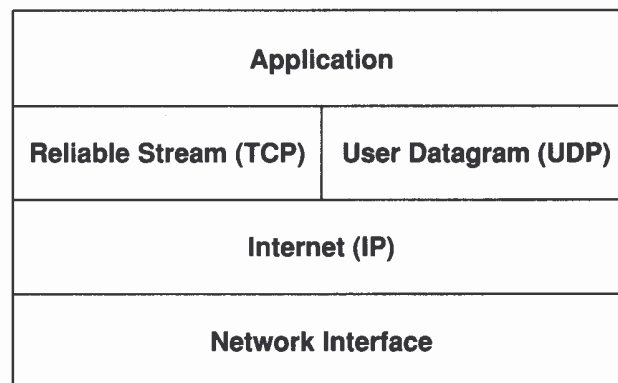 Application
Reliable Stream (TCP) User Datagram (UDP)
Internet (IP)
Network Interface